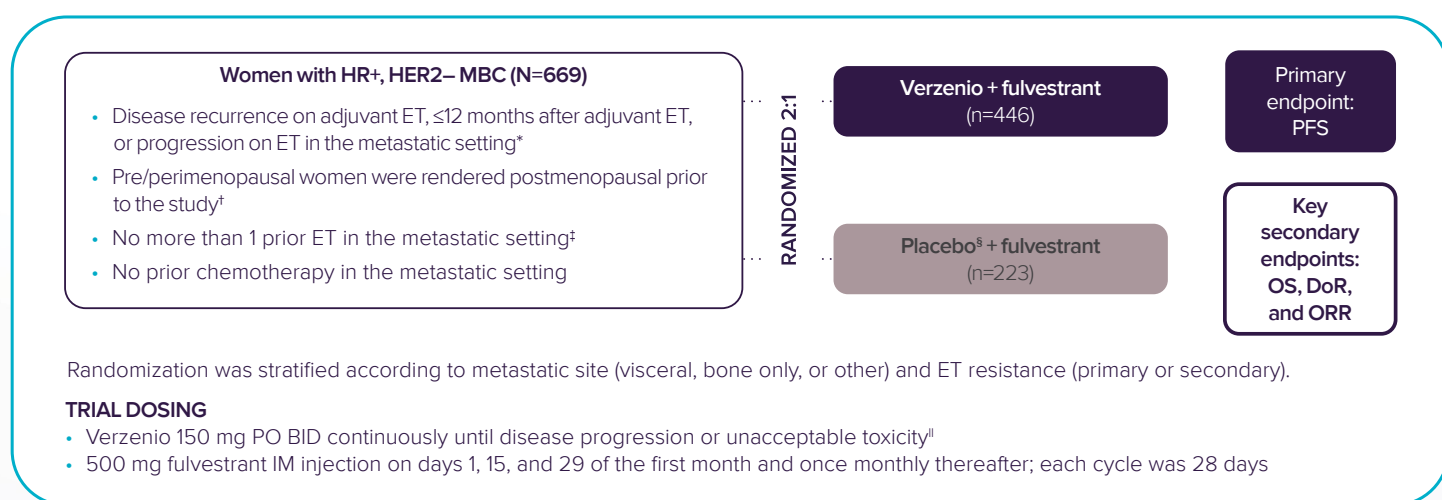 Women with HR+, HER2– MBC (N=669)
• Disease recurrence on adjuvant ET, ≤12 months after adjuvant ET,
or progression on ET in the metastatic setting*
• Pre/perimenopausal women were rendered postmenopausal prior
to the study†
• No more than 1 prior ET in the metastatic setting‡
• No prior chemotherapy in the metastatic setting
RANDOMIZED 2:1
Verzenio + fulvestrant
(n=446)
Placebo§ + fulvestrant
(n=223)
Primary
endpoint:
PFS
Key
secondary
endpoints:
OS, DoR,
and ORR
Randomization was stratified according to metastatic site (visceral, bone only, or other) and ET resistance (primary or secondary).
TRIAL DOSING
• Verzenio 150 mg PO BID continuously until disease progression or unacceptable toxicity||
• 500 mg fulvestrant IM injection on days 1, 15, and 29 of the first month and once monthly thereafter; each cycle was 28 days